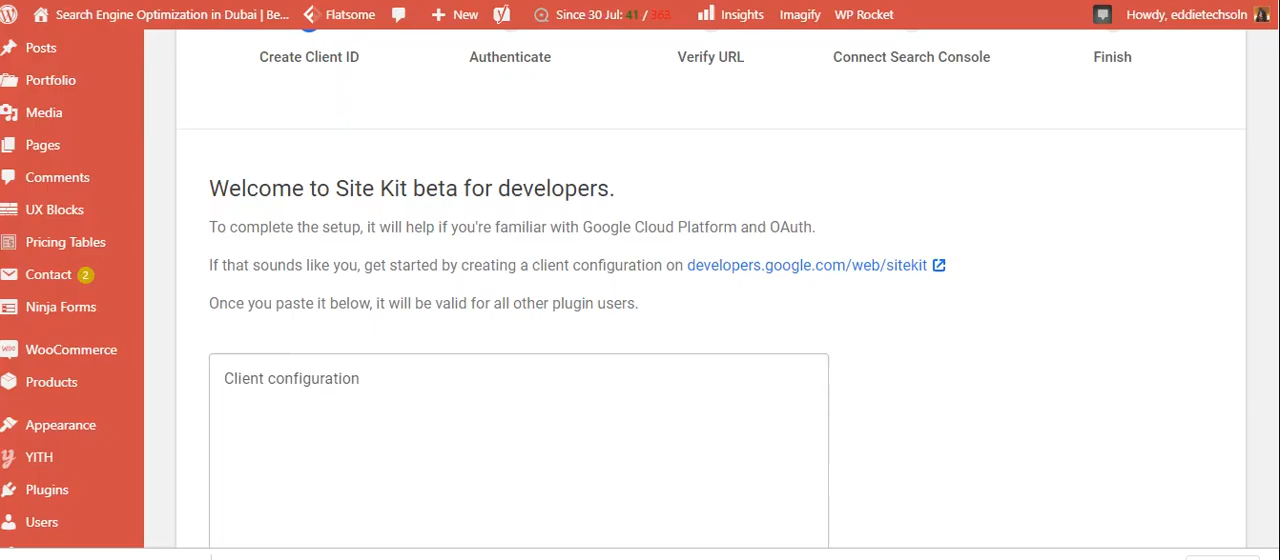 Search Engine Optimization in Dubai | Be... Flatsome New Since 30 Jul: 41 / 363 Insights Imagify WP Rocket Howdy, eddietechsoln
Posts
Portfolio
Media
Pages
Comments
UX Blocks
Pricing Tables
Contact 2
Ninja Forms
WooCommerce
Products
Appearance
YITH
Plugins
Users
Create Client ID Authenticate Verify URL Connect Search Console Finish
Welcome to Site Kit beta for developers.
To complete the setup, it will help if you're familiar with Google Cloud Platform and OAuth.
If that sounds like you, get started by creating a client configuration on developers.google.com/web/sitekit
Once you paste it below, it will be valid for all other plugin users.
Client configuration